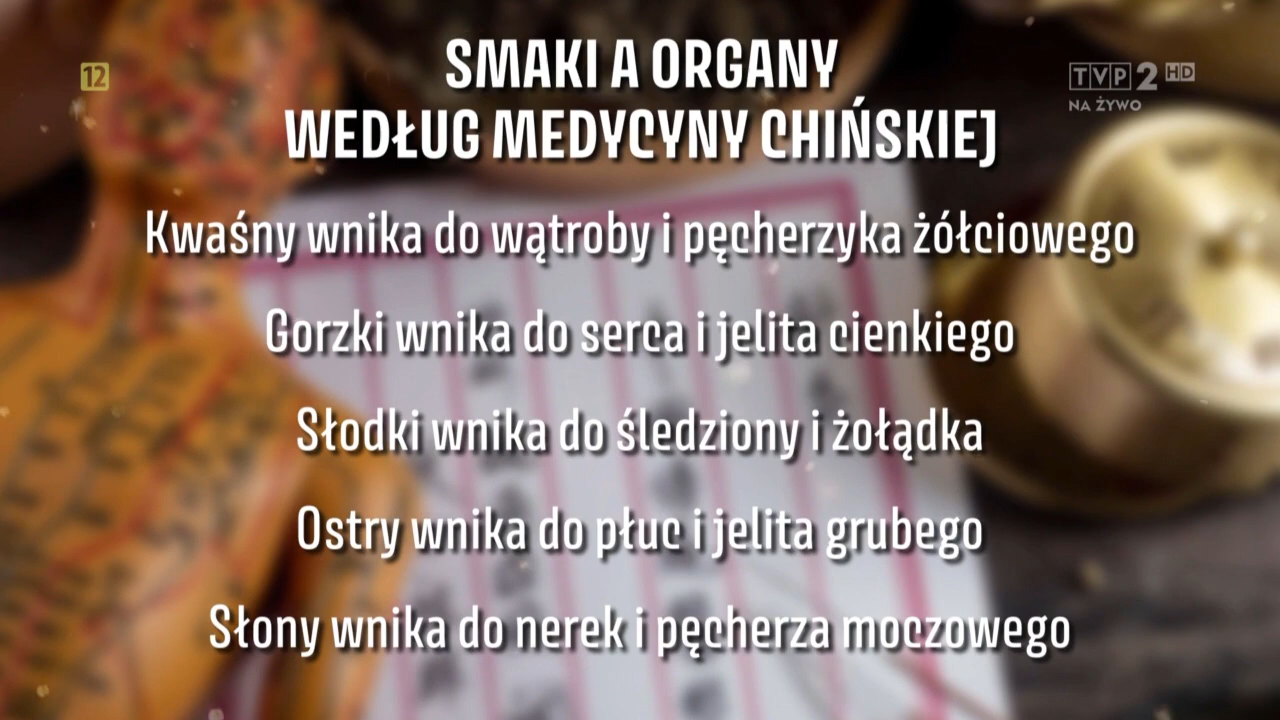 SMAKI A ORGANY
WEDŁUG MEDYCYNY CHIŃSKIEJ
12
TVP2 HD
NA ŻYWO
Kwaśny wnika do wątroby i pęcherzyka żółciowego
Gorzki wnika do serca i jelita cienkiego
Słodki wnika do śledziony i żołądka
Ostry wnika do płuc i jelita grubego
Słony wnika do nerek i pęcherza moczowego